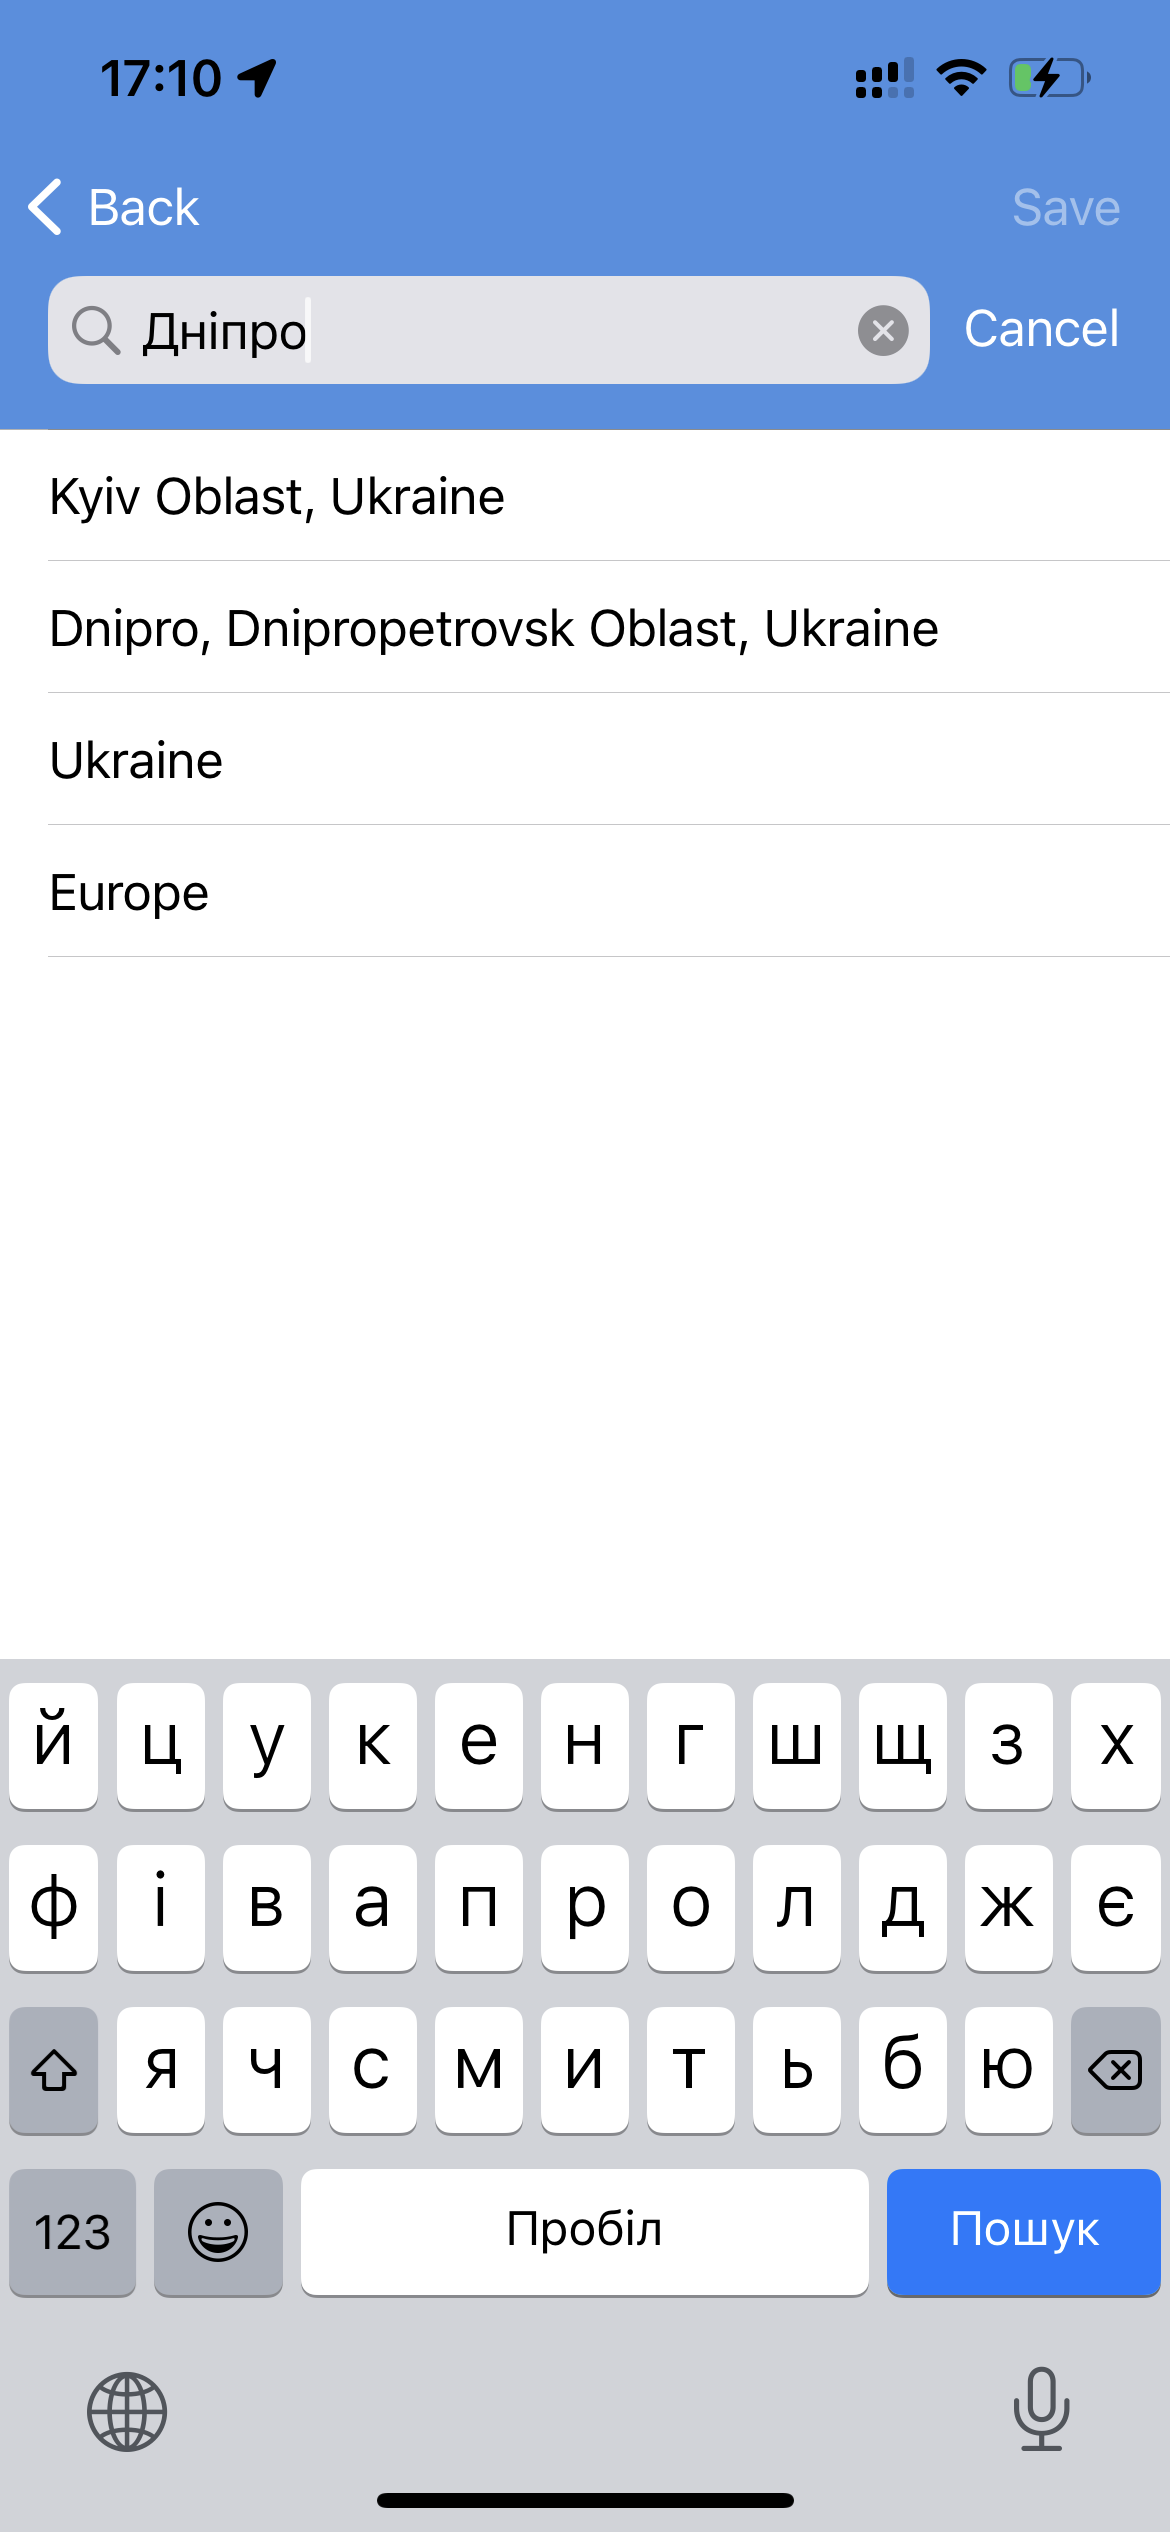 17:10
Back
Save
Дніпро
Cancel
Kyiv Oblast, Ukraine
Dnipro, Dnipropetrovsk Oblast, Ukraine
Ukraine
Europe
й ц у к е н г ш щ з х
ф і в а п р о л д ж є
я ч с м и т ь б ю
123 Пробіл Пошук